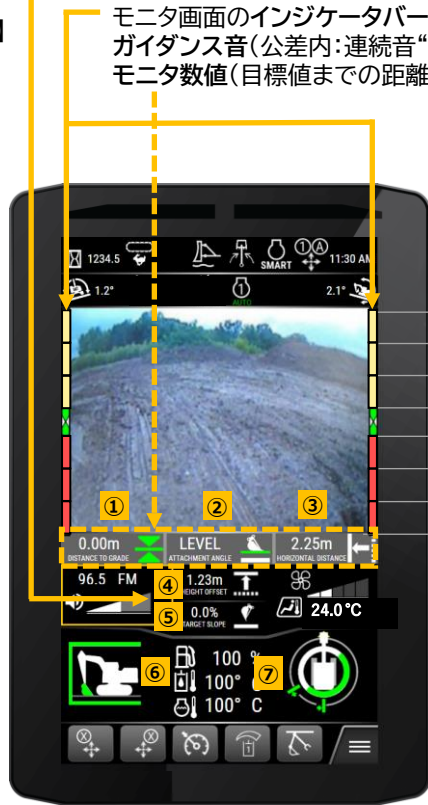 モニタ画面のインジケータバー
ガイダンス音(公差内:連続音“
モニタ数値(目標値までの距離
1234.5
SMART
1 A
11:30 AM
1.2°
1
AUTO
2.1°
① ② ③
0.00m LEVEL 2.25m
DISTANCE TO GRADE ATTACHMENT ANGLE HORIZONTAL DISTANCE
96.5 FM ④ 1.23m
HEIGHT OFFSET
⑤ 0.0% 24.0°C
TARGET SLOPE
⑥ 100 % ⑦
100°
100° C